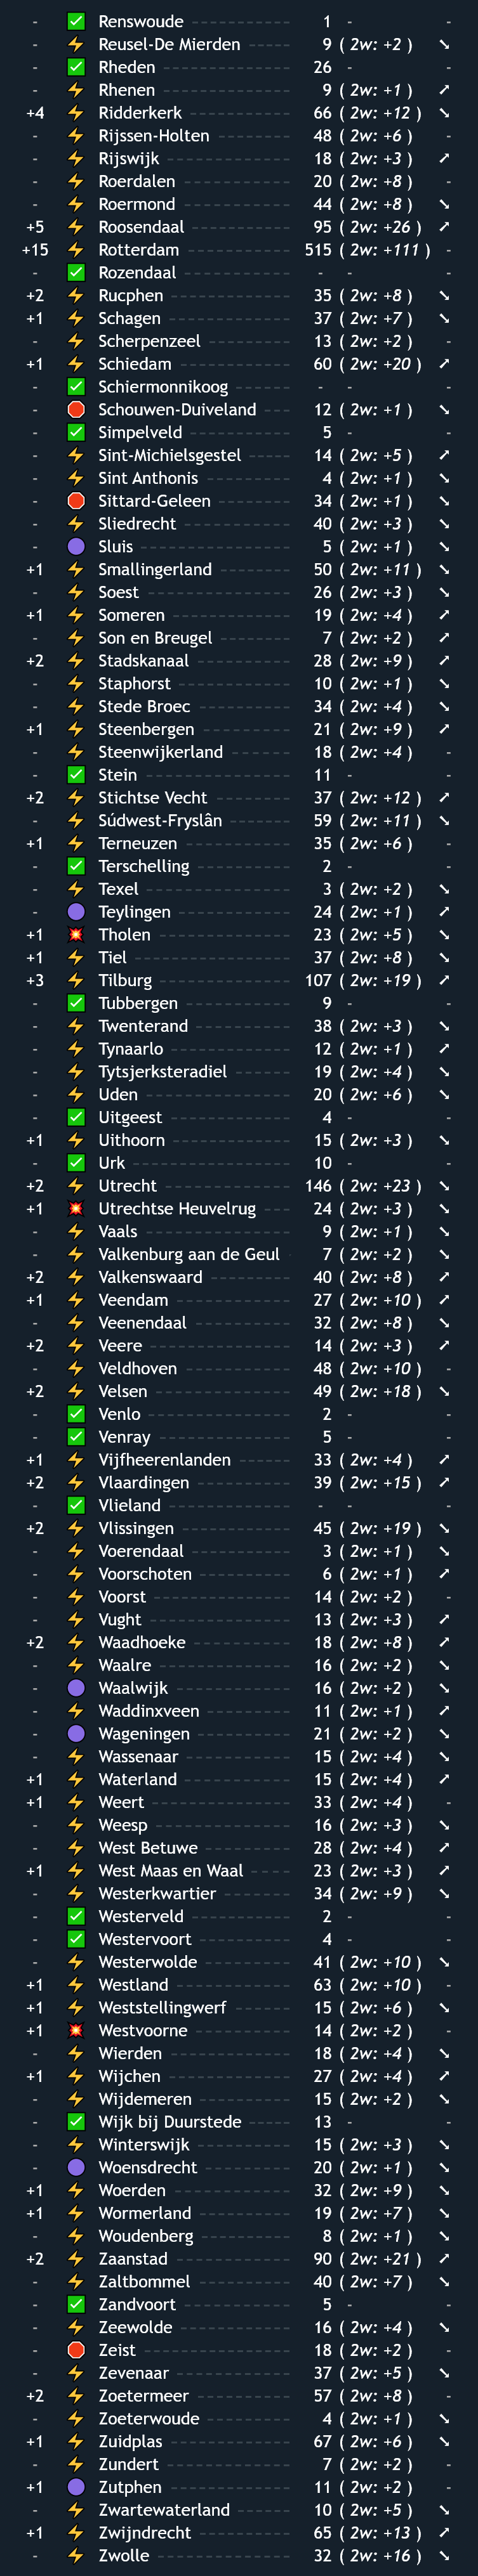 - ✅ Renswoude 1 - -
- ⚡ Reusel-De Mierden 9 ( 2w: +2 ) ➘
- ✅ Rheden 26 - -
- ⚡ Rhenen 9 ( 2w: +1 ) ➚
+4 ⚡ Ridderkerk 66 ( 2w: +12 ) ➘
- ⚡ Rijssen-Holten 48 ( 2w: +6 ) -
- ⚡ Rijswijk 18 ( 2w: +3 ) ➚
- ⚡ Roerdalen 20 ( 2w: +8 ) -
- ⚡ Roermond 44 ( 2w: +8 ) ➘
+5 ⚡ Roosendaal 95 ( 2w: +26 ) ➚
+15 ⚡ Rotterdam 515 ( 2w: +111 ) -
- ✅ Rozendaal - - -
+2 ⚡ Rucphen 35 ( 2w: +8 ) ➘
+1 ⚡ Schagen 37 ( 2w: +7 ) ➘
- ⚡ Scherpenzeel 13 ( 2w: +2 ) -
+1 ⚡ Schiedam 60 ( 2w: +20 ) ➚
- ✅ Schiermonnikoog - - -
- 🛑 Schouwen-Duiveland 12 ( 2w: +1 ) ➘
- ✅ Simpelveld 5 - -
- ⚡ Sint-Michielsgestel 14 ( 2w: +5 ) ➚
- ⚡ Sint Anthonis 4 ( 2w: +1 ) ➘
- 🛑 Sittard-Geleen 34 ( 2w: +1 ) ➘
- ⚡ Sliedrecht 40 ( 2w: +3 ) ➘
- 🟣 Sluis 5 ( 2w: +1 ) ➘
+1 ⚡ Smallingerland 50 ( 2w: +11 ) ➘
- ⚡ Soest 26 ( 2w: +3 ) ➘
+1 ⚡ Someren 19 ( 2w: +4 ) ➚
- ⚡ Son en Breugel 7 ( 2w: +2 ) ➚
+2 ⚡ Stadskanaal 28 ( 2w: +9 ) ➚
- ⚡ Staphorst 10 ( 2w: +1 ) ➘
- ⚡ Stede Broec 34 ( 2w: +4 ) ➘
+1 ⚡ Steenbergen 21 ( 2w: +9 ) ➚
- ⚡ Steenwijkerland 18 ( 2w: +4 ) -
- ✅ Stein 11 - -
+2 ⚡ Stichtse Vecht 37 ( 2w: +12 ) ➚
- ⚡ Súdwest-Fryslân 59 ( 2w: +11 ) ➘
+1 ⚡ Terneuzen 35 ( 2w: +6 ) -
- ✅ Terschelling 2 - -
- ⚡ Texel 3 ( 2w: +2 ) ➘
- 🟣 Teylingen 24 ( 2w: +1 ) ➚
+1 💥 Tholen 23 ( 2w: +5 ) ➘
+1 ⚡ Tiel 37 ( 2w: +8 ) ➘
+3 ⚡ Tilburg 107 ( 2w: +19 ) ➚
- ✅ Tubbergen 9 - -
- ⚡ Twenterand 38 ( 2w: +3 ) ➘
- ⚡ Tynaarlo 12 ( 2w: +1 ) ➚
- ⚡ Tytsjerksteradiel 19 ( 2w: +4 ) ➘
- ⚡ Uden 20 ( 2w: +6 ) ➘
- ✅ Uitgeest 4 - -
+1 ⚡ Uithoorn 15 ( 2w: +3 ) ➘
- ✅ Urk 10 - -
+2 ⚡ Utrecht 146 ( 2w: +23 ) ➘
+1 💥 Utrechtse Heuvelrug 24 ( 2w: +3 ) ➘
- ⚡ Vaals 9 ( 2w: +1 ) ➘
- ⚡ Valkenburg aan de Geul 7 ( 2w: +2 ) ➘
+2 ⚡ Valkenswaard 40 ( 2w: +8 ) ➚
+1 ⚡ Veendam 27 ( 2w: +10 ) ➚
- ⚡ Veenendaal 32 ( 2w: +8 ) ➘
+2 ⚡ Veere 14 ( 2w: +3 ) ➚
- ⚡ Veldhoven 48 ( 2w: +10 ) -
+2 ⚡ Velsen 49 ( 2w: +18 ) ➘
- ✅ Venlo 2 - -
- ✅ Venray 5 - -
+1 ⚡ Vijfheerenlanden 33 ( 2w: +4 ) ➚
+2 ⚡ Vlaardingen 39 ( 2w: +15 ) ➚
- ✅ Vlieland - - -
+2 ⚡ Vlissingen 45 ( 2w: +19 ) ➘
- ⚡ Voerendaal 3 ( 2w: +1 ) ➘
- ⚡ Voorschoten 6 ( 2w: +1 ) ➚
- ⚡ Voorst 14 ( 2w: +2 ) -
- ⚡ Vught 13 ( 2w: +3 ) ➚
+2 ⚡ Waadhoeke 18 ( 2w: +8 ) ➚
- ⚡ Waalre 16 ( 2w: +2 ) ➘
- 🟣 Waalwijk 16 ( 2w: +2 ) ➘
- ⚡ Waddinxveen 11 ( 2w: +1 ) ➚
- 🟣 Wageningen 21 ( 2w: +2 ) ➘
- ⚡ Wassenaar 15 ( 2w: +4 ) ➘
+1 ⚡ Waterland 15 ( 2w: +4 ) ➚
+1 ⚡ Weert 33 ( 2w: +4 ) -
- ⚡ Weesp 16 ( 2w: +3 ) ➘
- ⚡ West Betuwe 28 ( 2w: +4 ) ➚
+1 ⚡ West Maas en Waal 23 ( 2w: +3 ) ➚
- ⚡ Westerkwartier 34 ( 2w: +9 ) ➘
- ✅ Westerveld 2 - -
- ✅ Westervoort 4 - -
- ⚡ Westerwolde 41 ( 2w: +10 ) ➘
+1 ⚡ Westland 63 ( 2w: +10 ) -
+1 ⚡ Weststellingwerf 15 ( 2w: +6 ) ➘
+1 💥 Westvoorne 14 ( 2w: +2 ) -
- ⚡ Wierden 18 ( 2w: +4 ) ➘
+1 ⚡ Wijchen 27 ( 2w: +4 ) ➚
- ⚡ Wijdemeren 15 ( 2w: +2 ) ➘
- ✅ Wijk bij Duurstede 13 - -
- ⚡ Winterswijk 15 ( 2w: +3 ) ➘
- 🟣 Woensdrecht 20 ( 2w: +1 ) ➘
+1 ⚡ Woerden 32 ( 2w: +9 ) ➘
+1 ⚡ Wormerland 19 ( 2w: +7 ) ➘
- ⚡ Woudenberg 8 ( 2w: +1 ) ➘
+2 ⚡ Zaanstad 90 ( 2w: +21 ) ➚
- ⚡ Zaltbommel 40 ( 2w: +7 ) ➘
- ✅ Zandvoort 5 - -
- ⚡ Zeewolde 16 ( 2w: +4 ) ➘
- 🛑 Zeist 18 ( 2w: +2 ) -
- ⚡ Zevenaar 37 ( 2w: +5 ) ➘
+2 ⚡ Zoetermeer 57 ( 2w: +8 ) -
- ⚡ Zoeterwoude 4 ( 2w: +1 ) ➘
+1 ⚡ Zuidplas 67 ( 2w: +6 ) ➘
- ⚡ Zundert 7 ( 2w: +2 ) -
+1 🟣 Zutphen 11 ( 2w: +2 ) -
- ⚡ Zwartewaterland 10 ( 2w: +5 ) ➘
+1 ⚡ Zwijndrecht 65 ( 2w: +13 ) ➚
- ⚡ Zwolle 32 ( 2w: +16 ) ➘